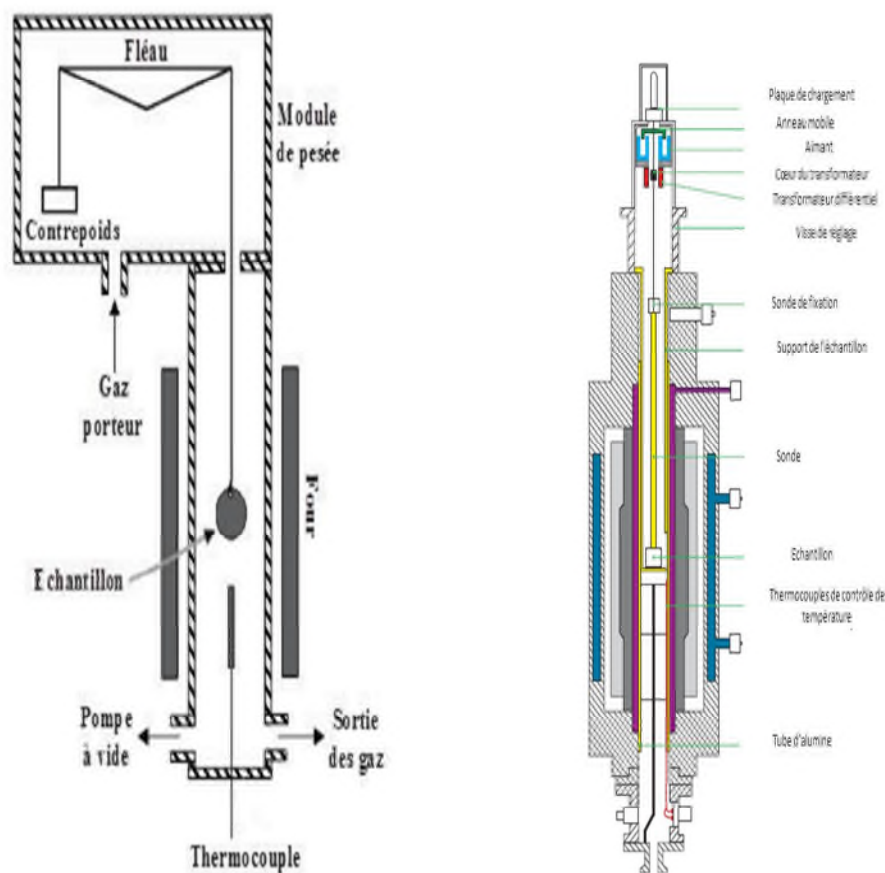 Fléau
Module
de pesée
Contrepoids
Gaz
porteur
Four
Echantillon
Pompe
à vide
Sortie
des gaz
Thermocouple
Plaque de chargement
Anneau mobile
Aimant
Cœur du transformateur
Transformateur différentiel
Visse de réglage
Sonde de fixation
Support de l'échantillon
Sonde
Echantillon
Thermocouples de contrôle de
température
Tube d'alumine